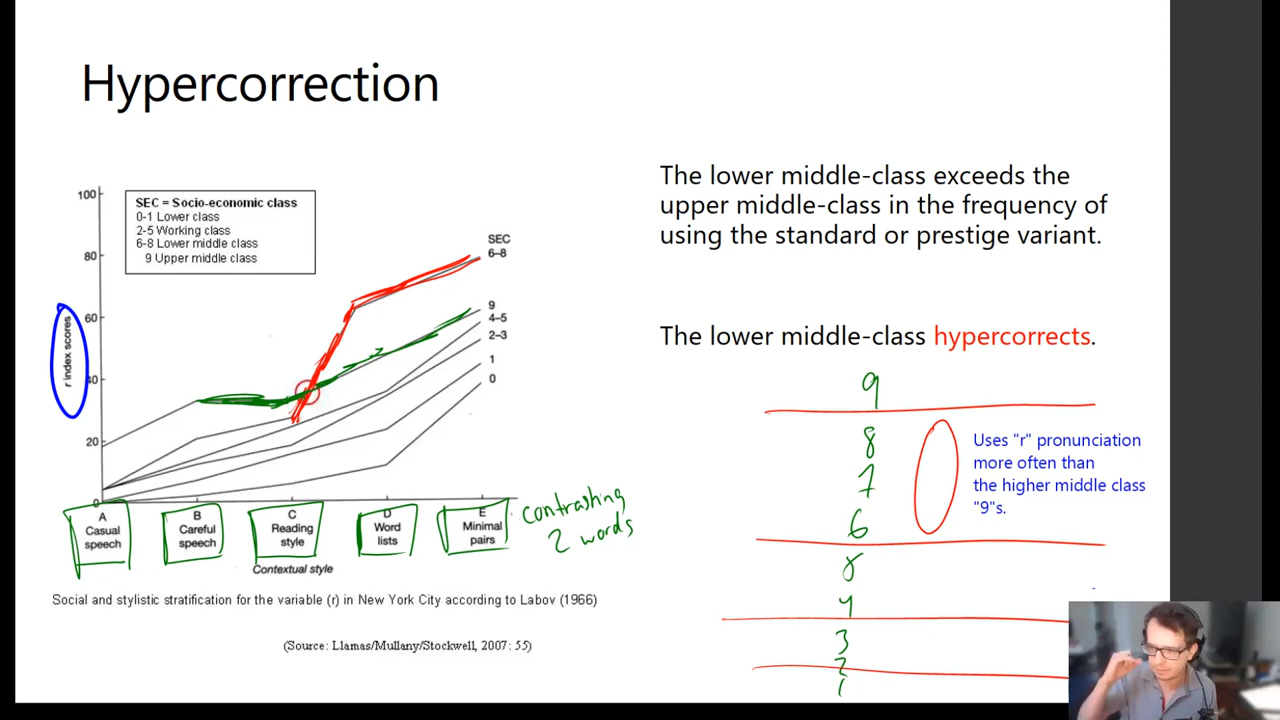 Hypercorrection
The lower middle-class exceeds the
upper middle-class in the frequency of
using the standard or prestige variant.
The lower middle-class hypercorrects.
SEC = Socio-economic class
0-1 Lower class
2-5 Working class
6-8 Lower middle class
9 Upper middle class
r index scores
100
80
60
40
20
0
SEC
6–8
9
4–5
2–3
1
0
A
Casual
speech
B
Careful
speech
C
Reading
style
D
Word
lists
E
Minimal
pairs
contrasting
2 words
Contextual style
Social and stylistic stratification for the variable (r) in New York City according to Labov (1966)
(Source: Llamas/Mullany/Stockwell, 2007: 55)
9
8
7
6
Uses "r" pronunciation
more often than
the higher middle class
"9"s.
5
4
3
2
1